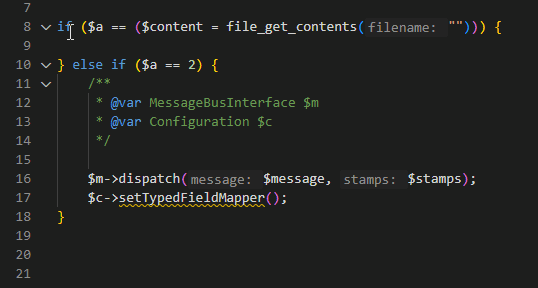 7
8 if ($a == ($content = file_get_contents(filename: ""))) {
9
10 } else if ($a == 2) {
11 /**
12 * @var MessageBusInterface $m
13 * @var Configuration $c
14 */
15
16 $m->dispatch(message: $message, stamps: $stamps);
17 $c->setTypedFieldMapper();
18 }
19
20
21